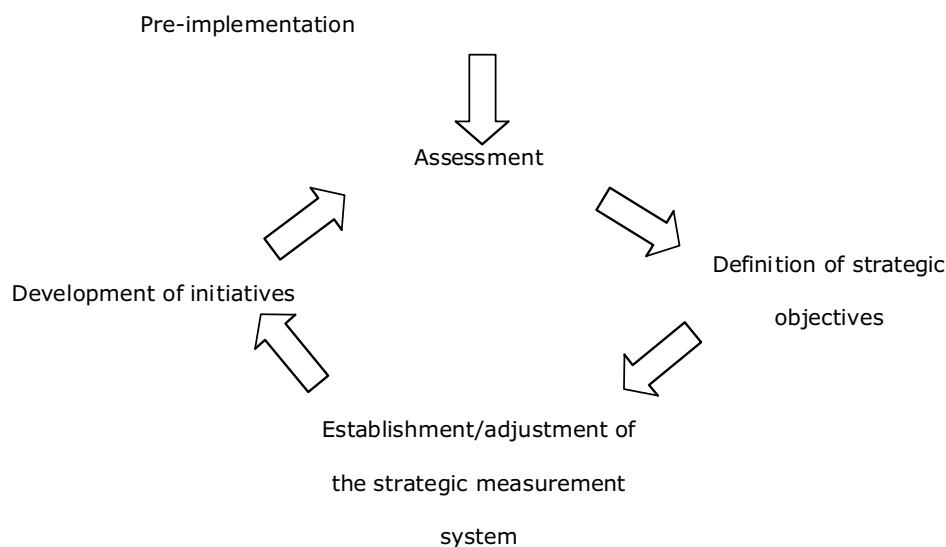 Pre-implementation
Assessment
Definition of strategic
objectives
Development of initiatives
Establishment/adjustment of
the strategic measurement
system